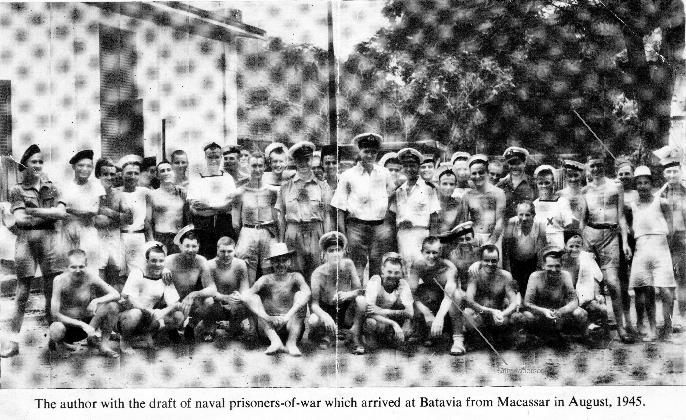 The author with the draft of naval prisoners-of-war which arrived at Batavia from Macassar in August, 1945.